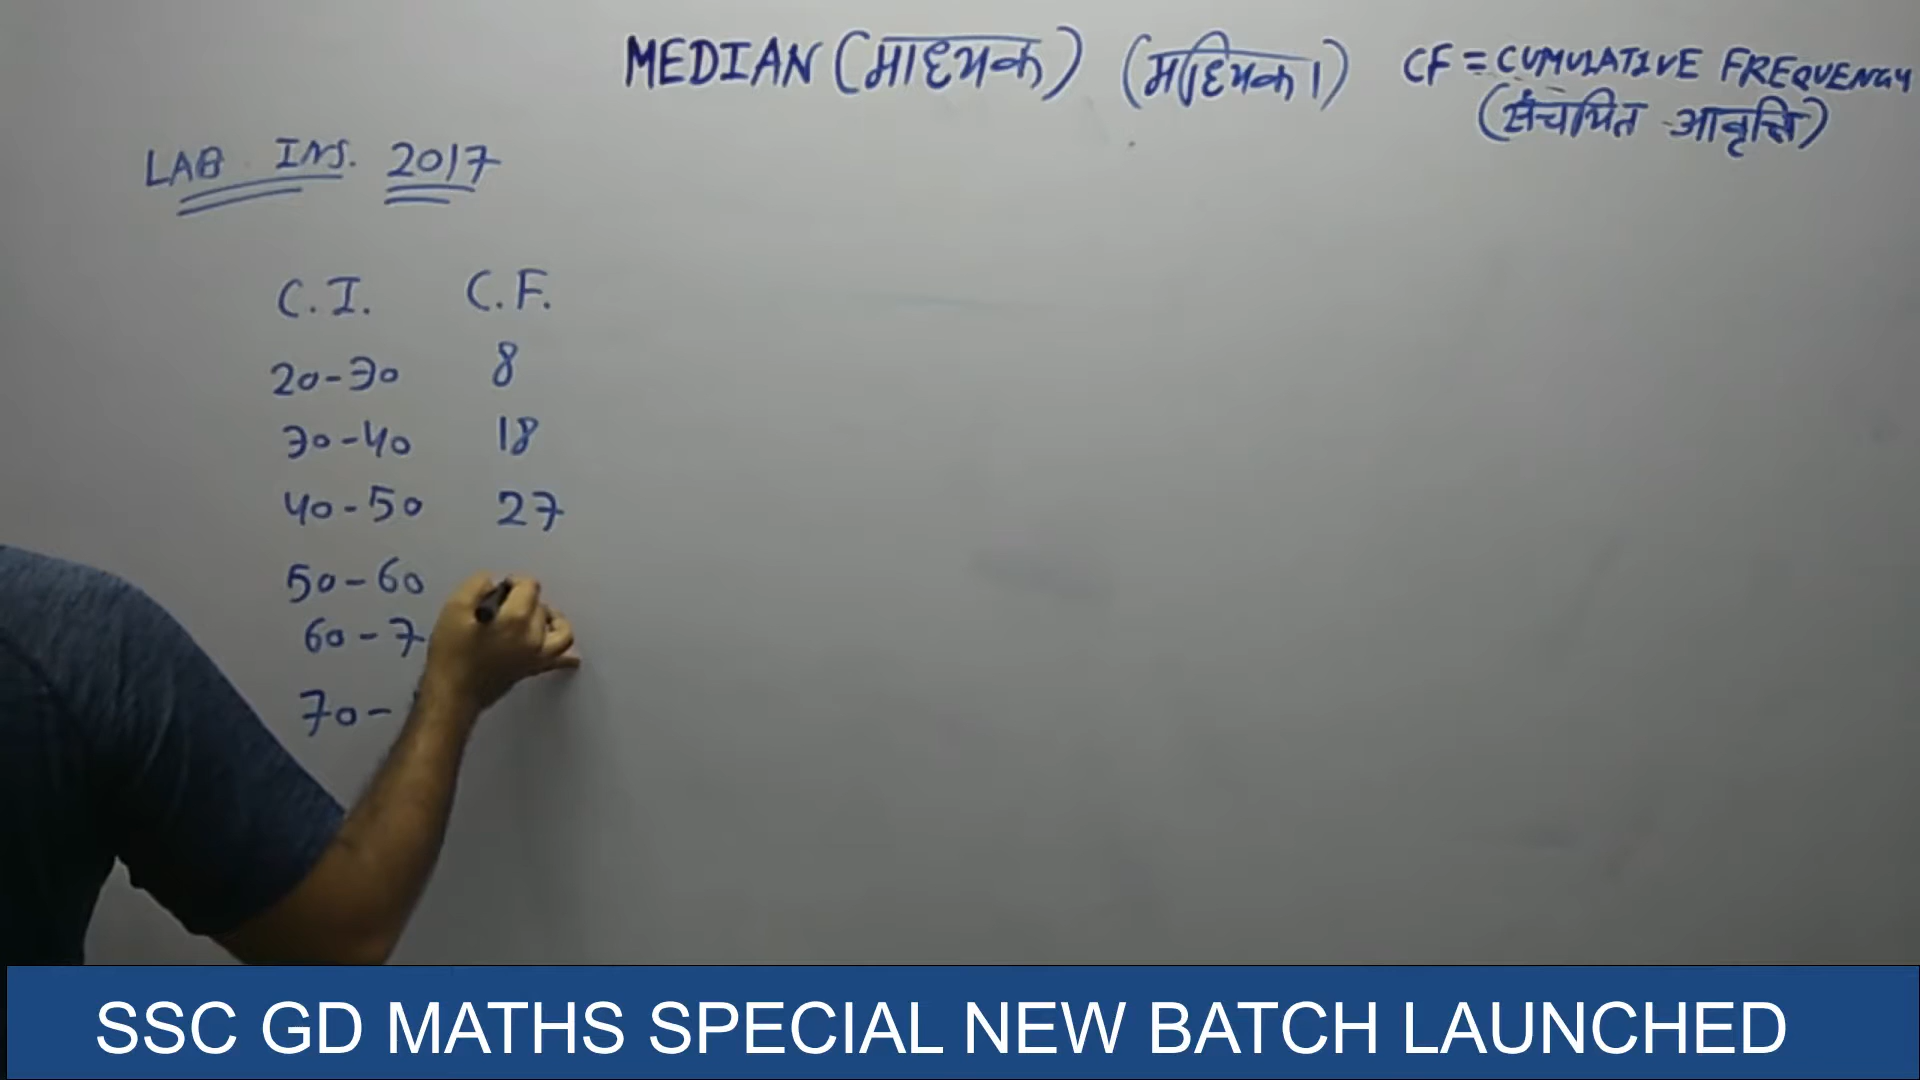 MEDIAN (माध्यक) (मध्यिका) CF = CUMULATIVE FREQUENCY
(संचयित आवृत्ति)
LAB INS. 2017
C.I. C.F.
20-30 8
30-40 18
40-50 27
50-60
60-7
70-
SSC GD MATHS SPECIAL NEW BATCH LAUNCHED